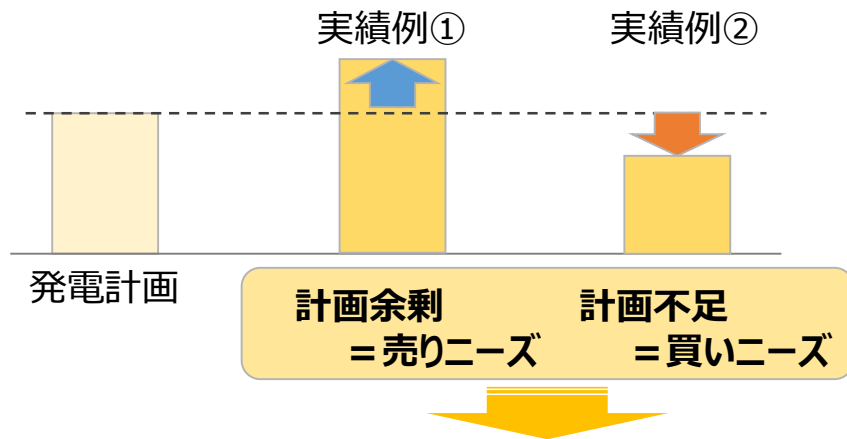 実績例①
実績例②
発電計画
計画余剰
＝売りニーズ
計画不足
＝買いニーズ